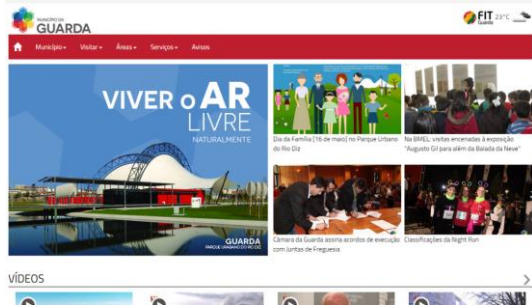 MUNICÍPIO DA
GUARDA
FIT
Guarda
23°C
Município
Visitar
Áreas
Serviços
Avisos
VIVER O AR
LIVRE
NATURALMENTE
GUARDA
PARQUE URBANO DO RIO DIZ
Dia da Família [16 de maio] no Parque Urbano
do Rio Diz
Na BMEL: visitas encenadas à exposição
"Augusto Gil para além da Balada da Neve"
Câmara da Guarda assina acordos de execução
com Juntas de Freguesia
Classificações da Night Run
VÍDEOS